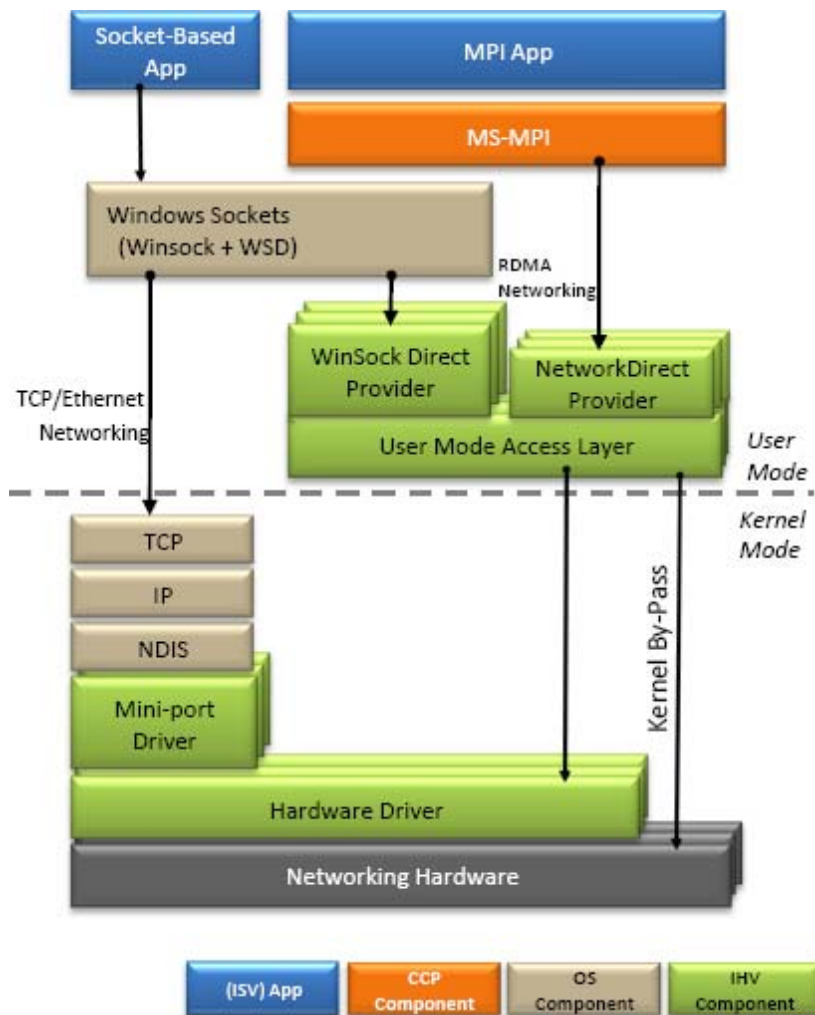 Socket-Based
App
MPI App
MS-MPI
Windows Sockets
(Winsock + WSD)
RDMA
Networking
WinSock Direct
Provider
NetworkDirect
Provider
TCP/Ethernet
Networking
User Mode Access Layer
User
Mode
Kernel
Mode
TCP
IP
NDIS
Kernel By-Pass
Mini-port
Driver
Hardware Driver
Networking Hardware
(ISV) App
CCP
Component
OS
Component
IHV
Component